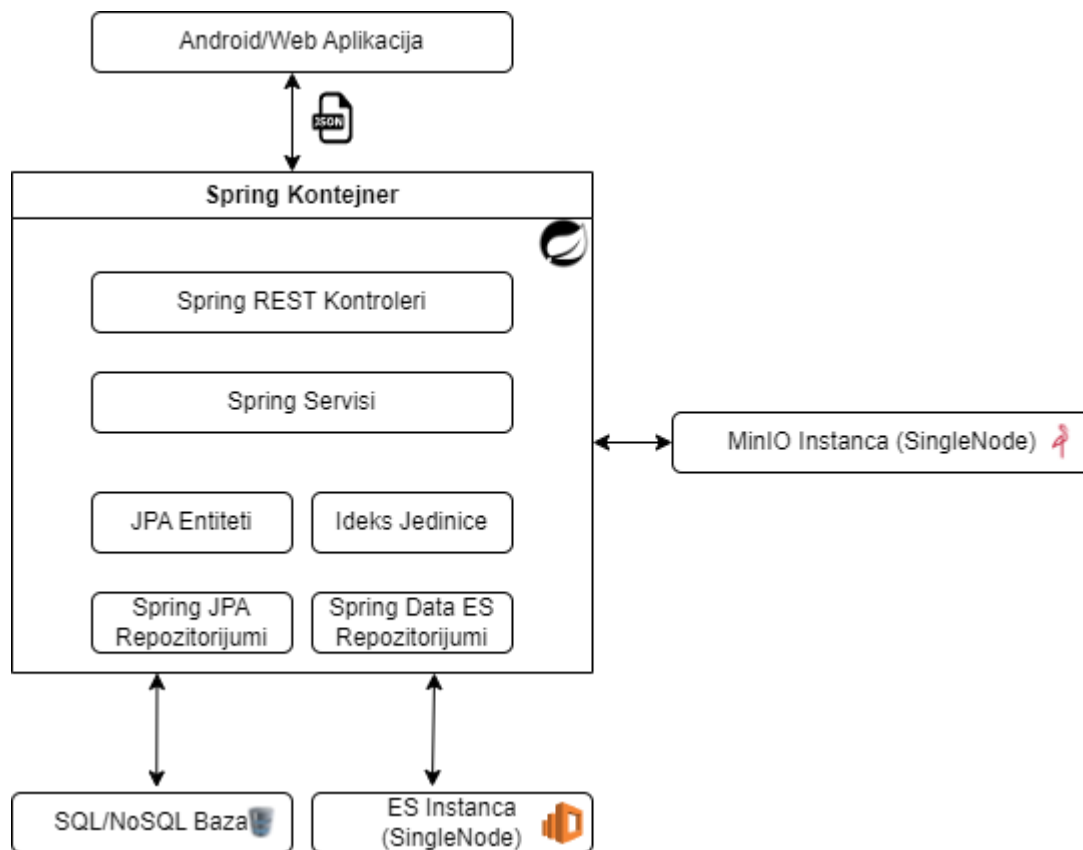 Android/Web Aplikacija
JSON
Spring Kontejner
Spring REST Kontroleri
Spring Servisi
MinIO Instanca (SingleNode)
JPA Entiteti
Ideks Jedinice
Spring JPA
Repozitorijumi
Spring Data ES
Repozitorijumi
SQL/NoSQL Baza
ES Instanca
(SingleNode)